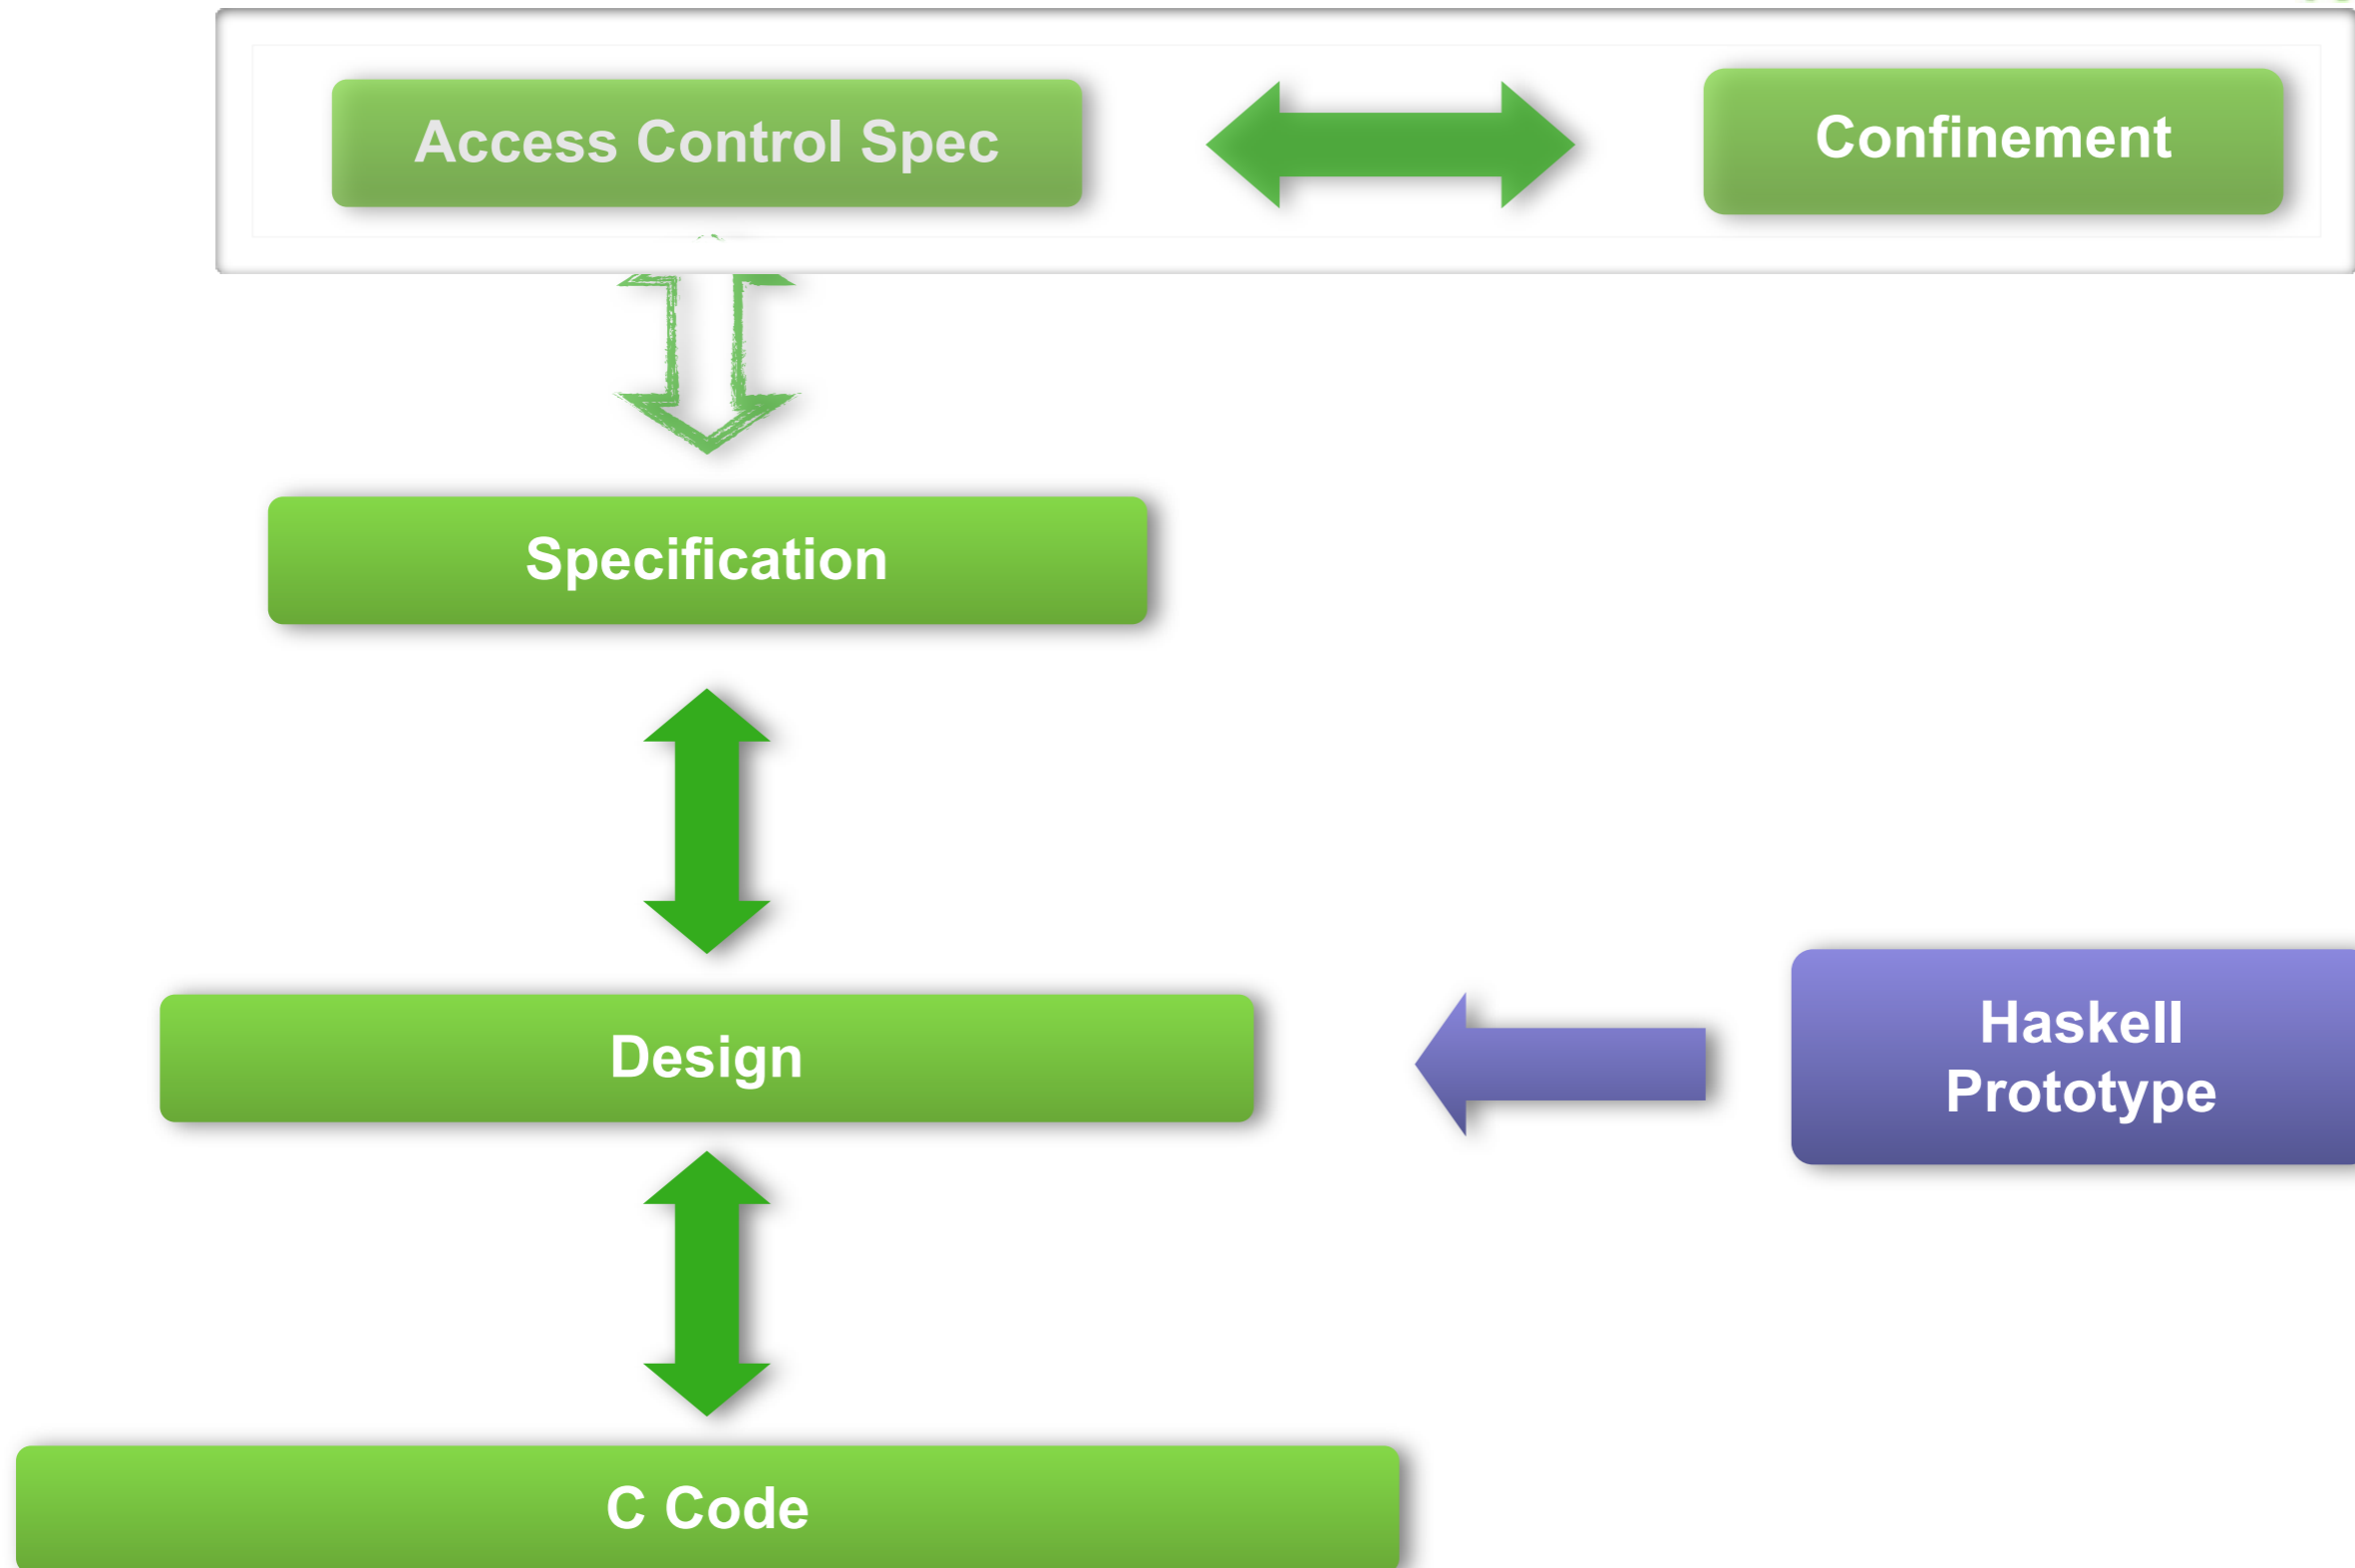 Access Control Spec
Confinement
Specification
Design
Haskell
Prototype
C Code